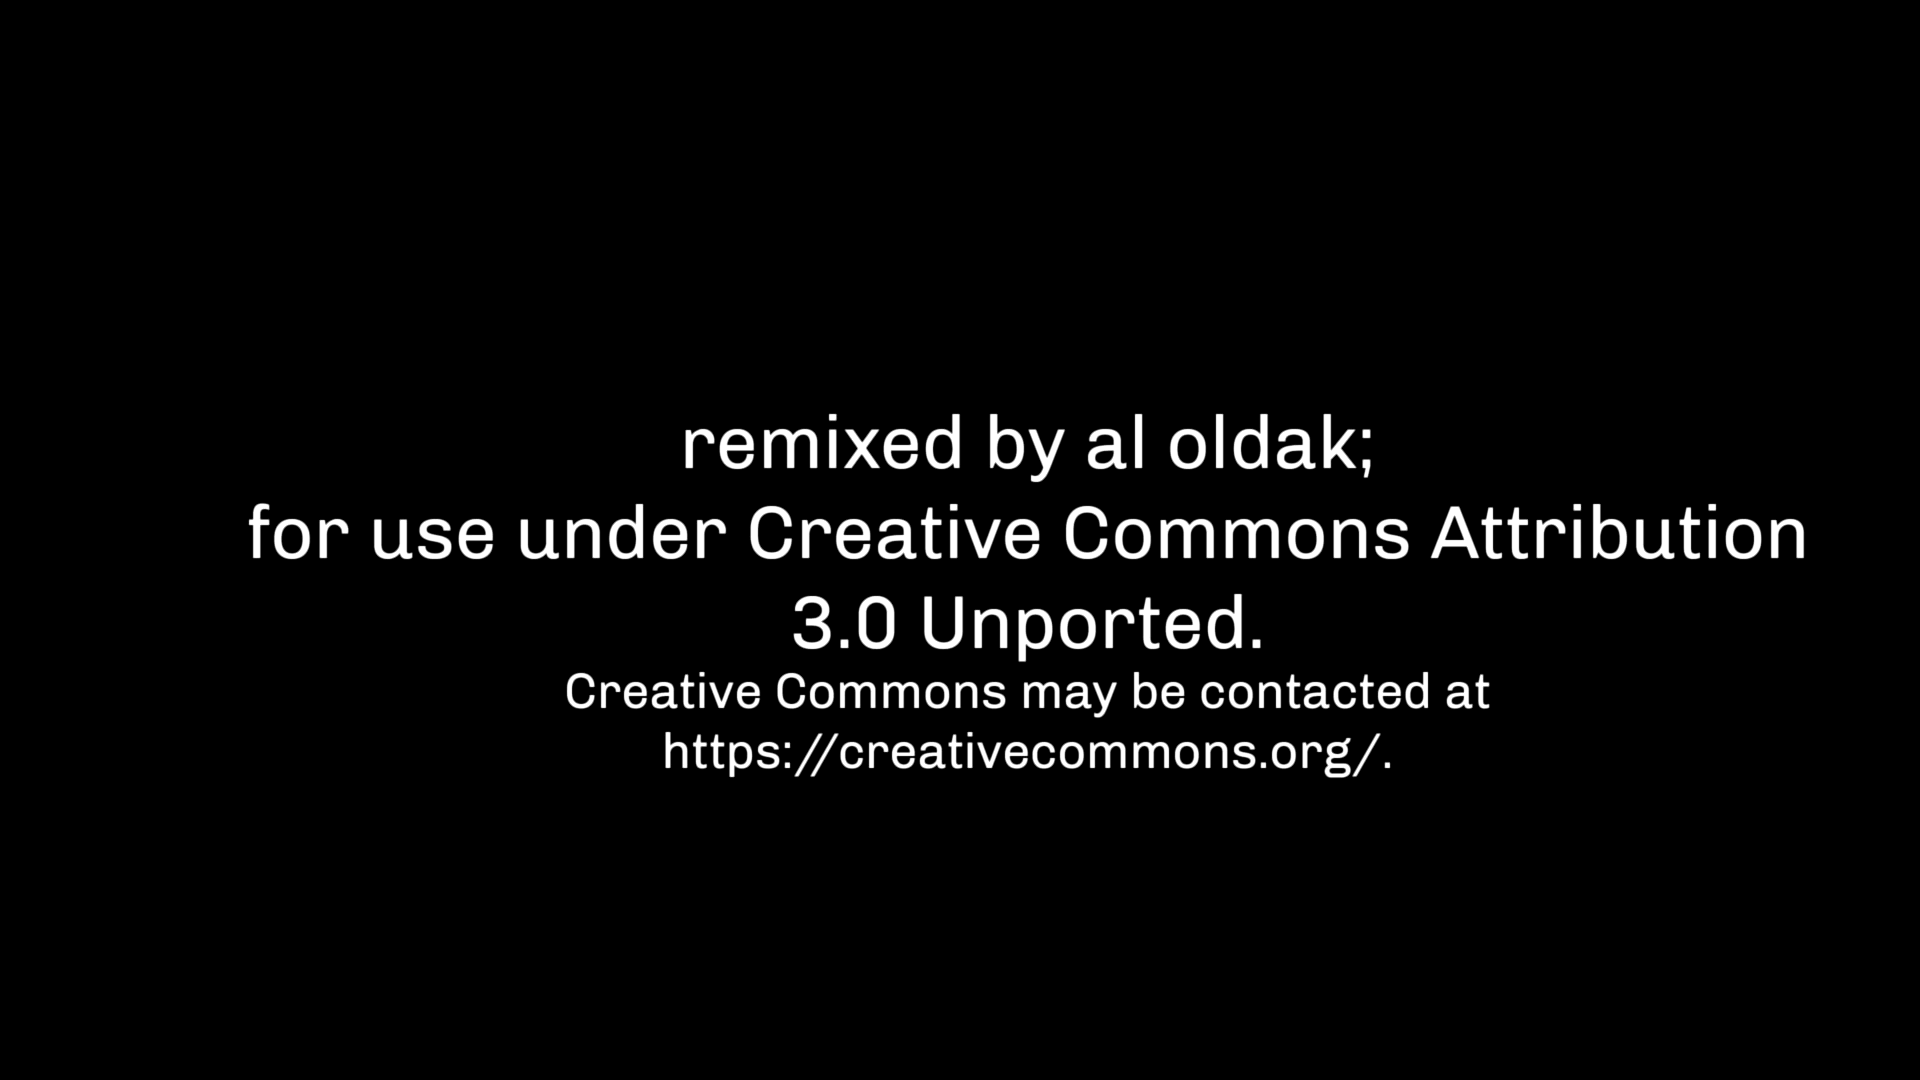 remixed by al oldak;
for use under Creative Commons Attribution
3.0 Unported.
Creative Commons may be contacted at
https://creativecommons.org/.